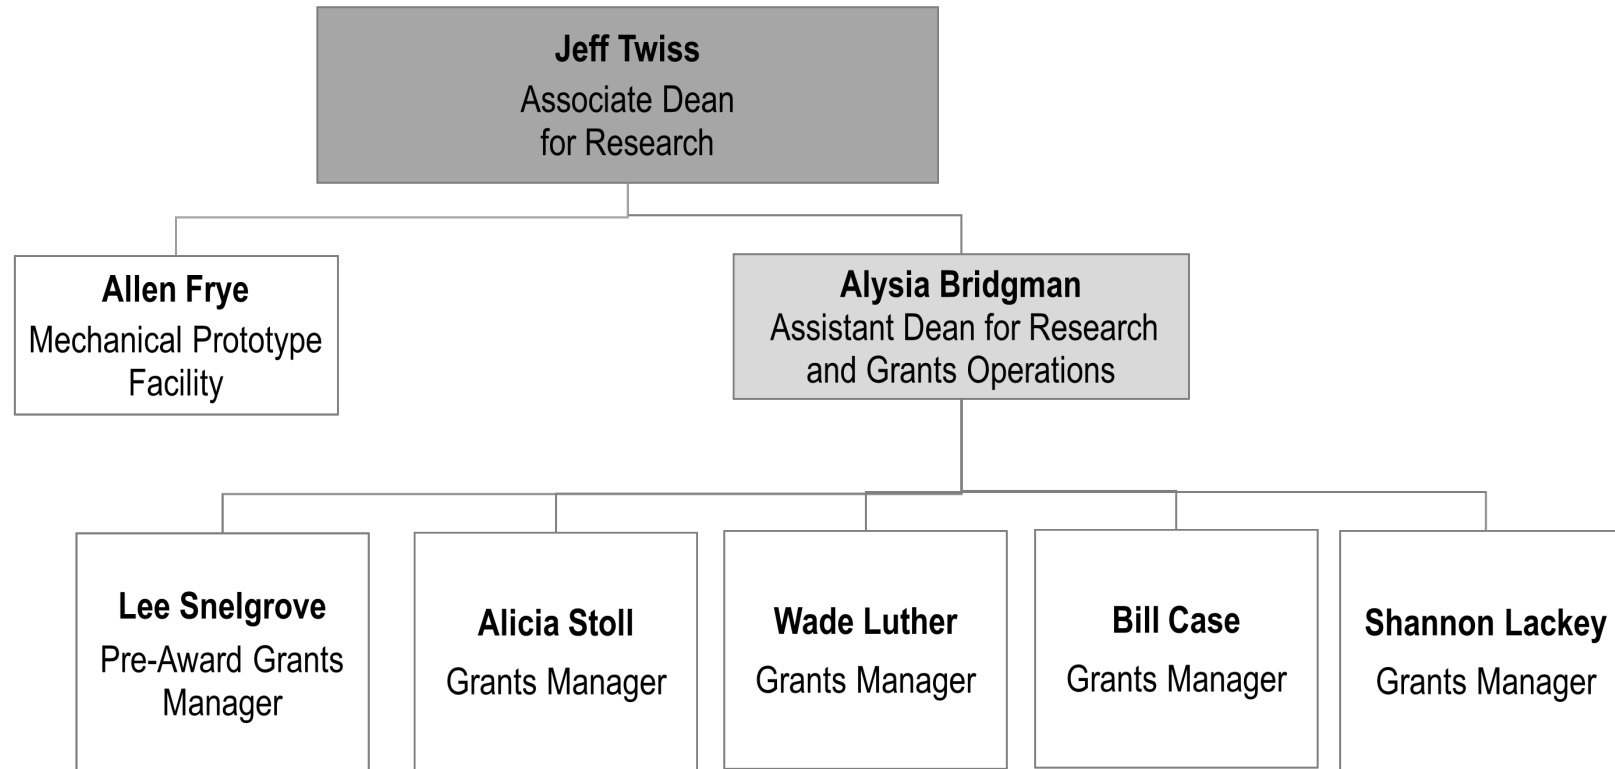 Jeff Twiss
Associate Dean
for Research
Allen Frye
Mechanical Prototype
Facility
Alysia Bridgman
Assistant Dean for Research
and Grants Operations
Lee Snelgrove
Pre-Award Grants
Manager
Alicia Stoll
Grants Manager
Wade Luther
Grants Manager
Bill Case
Grants Manager
Shannon Lackey
Grants Manager